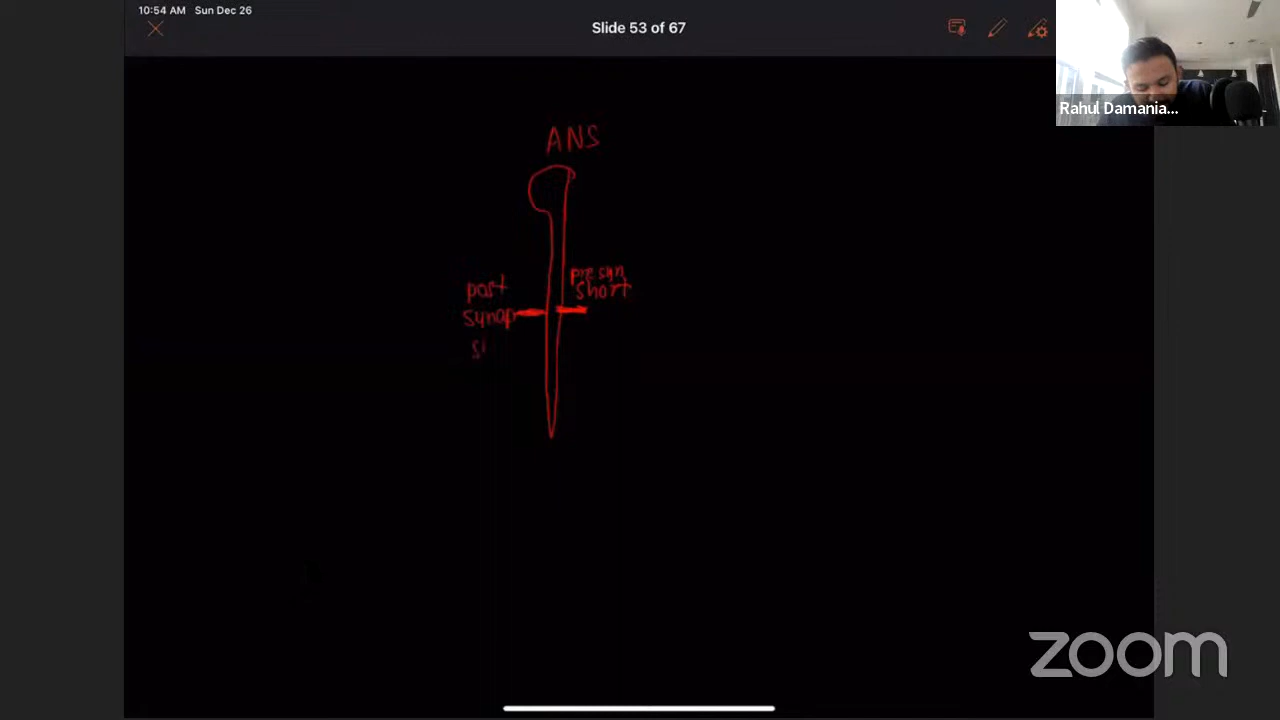 10:54 AM Sun Dec 26
Slide 53 of 67
Rahul Damania...
ANS
pre syn
short
post
synap
si
zoom